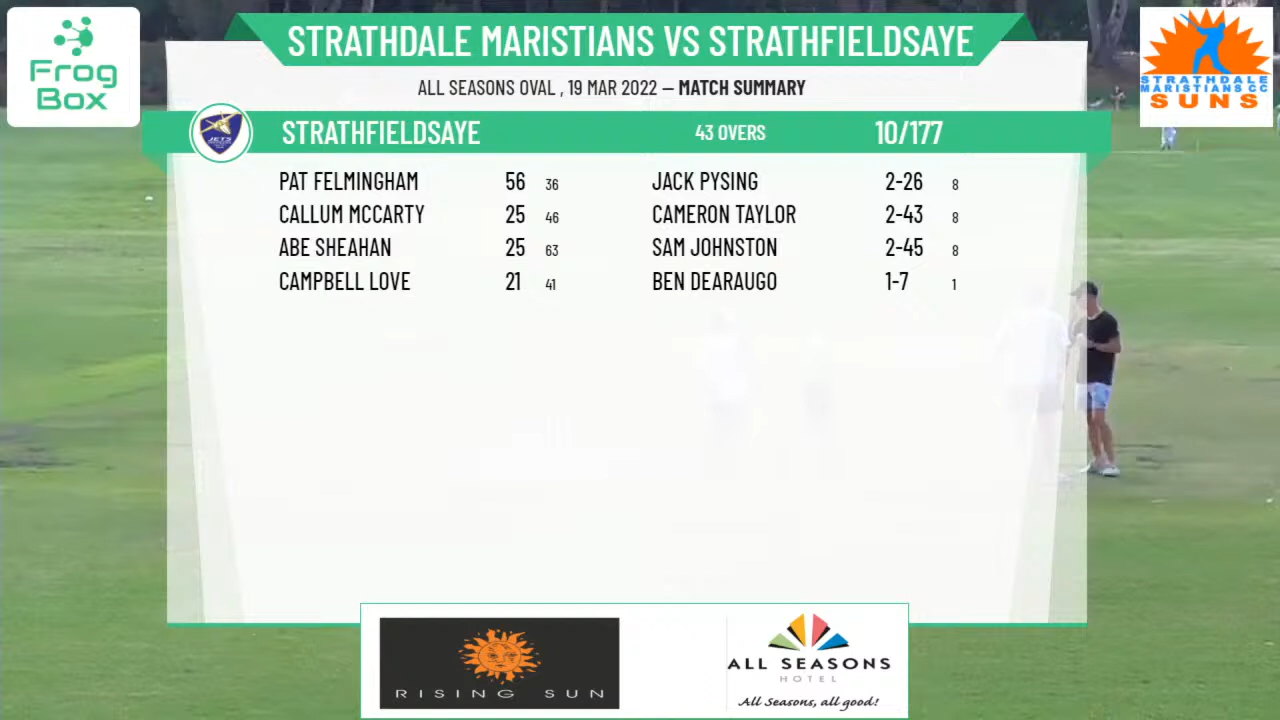 Frog
Box
STRATHDALE MARISTIANS VS STRATHFIELDSAYE
ALL SEASONS OVAL , 19 MAR 2022 – MATCH SUMMARY
STRATHDALE
MARISTIANS CC
SUNS
JETS
STRATHFIELDSAYE 43 OVERS 10/177
PAT FELMINGHAM 56 36 JACK PYSING 2-26 8
CALLUM MCCARTY 25 46 CAMERON TAYLOR 2-43 8
ABE SHEAHAN 25 63 SAM JOHNSTON 2-45 8
CAMPBELL LOVE 21 41 BEN DEARAUGO 1-7 1
RISING SUN
ALL SEASONS
HOTEL
All Seasons, all good!